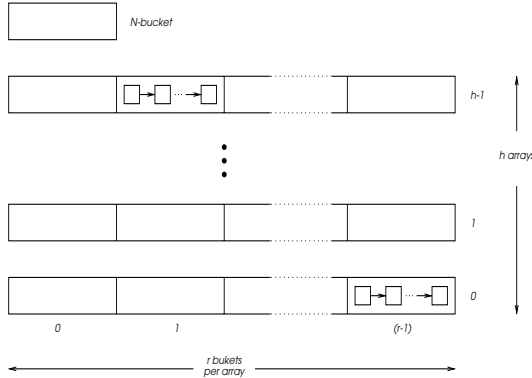 N-bucket
h-1
h arrays
1
0
0
1
(r-1)
r bukets
per array